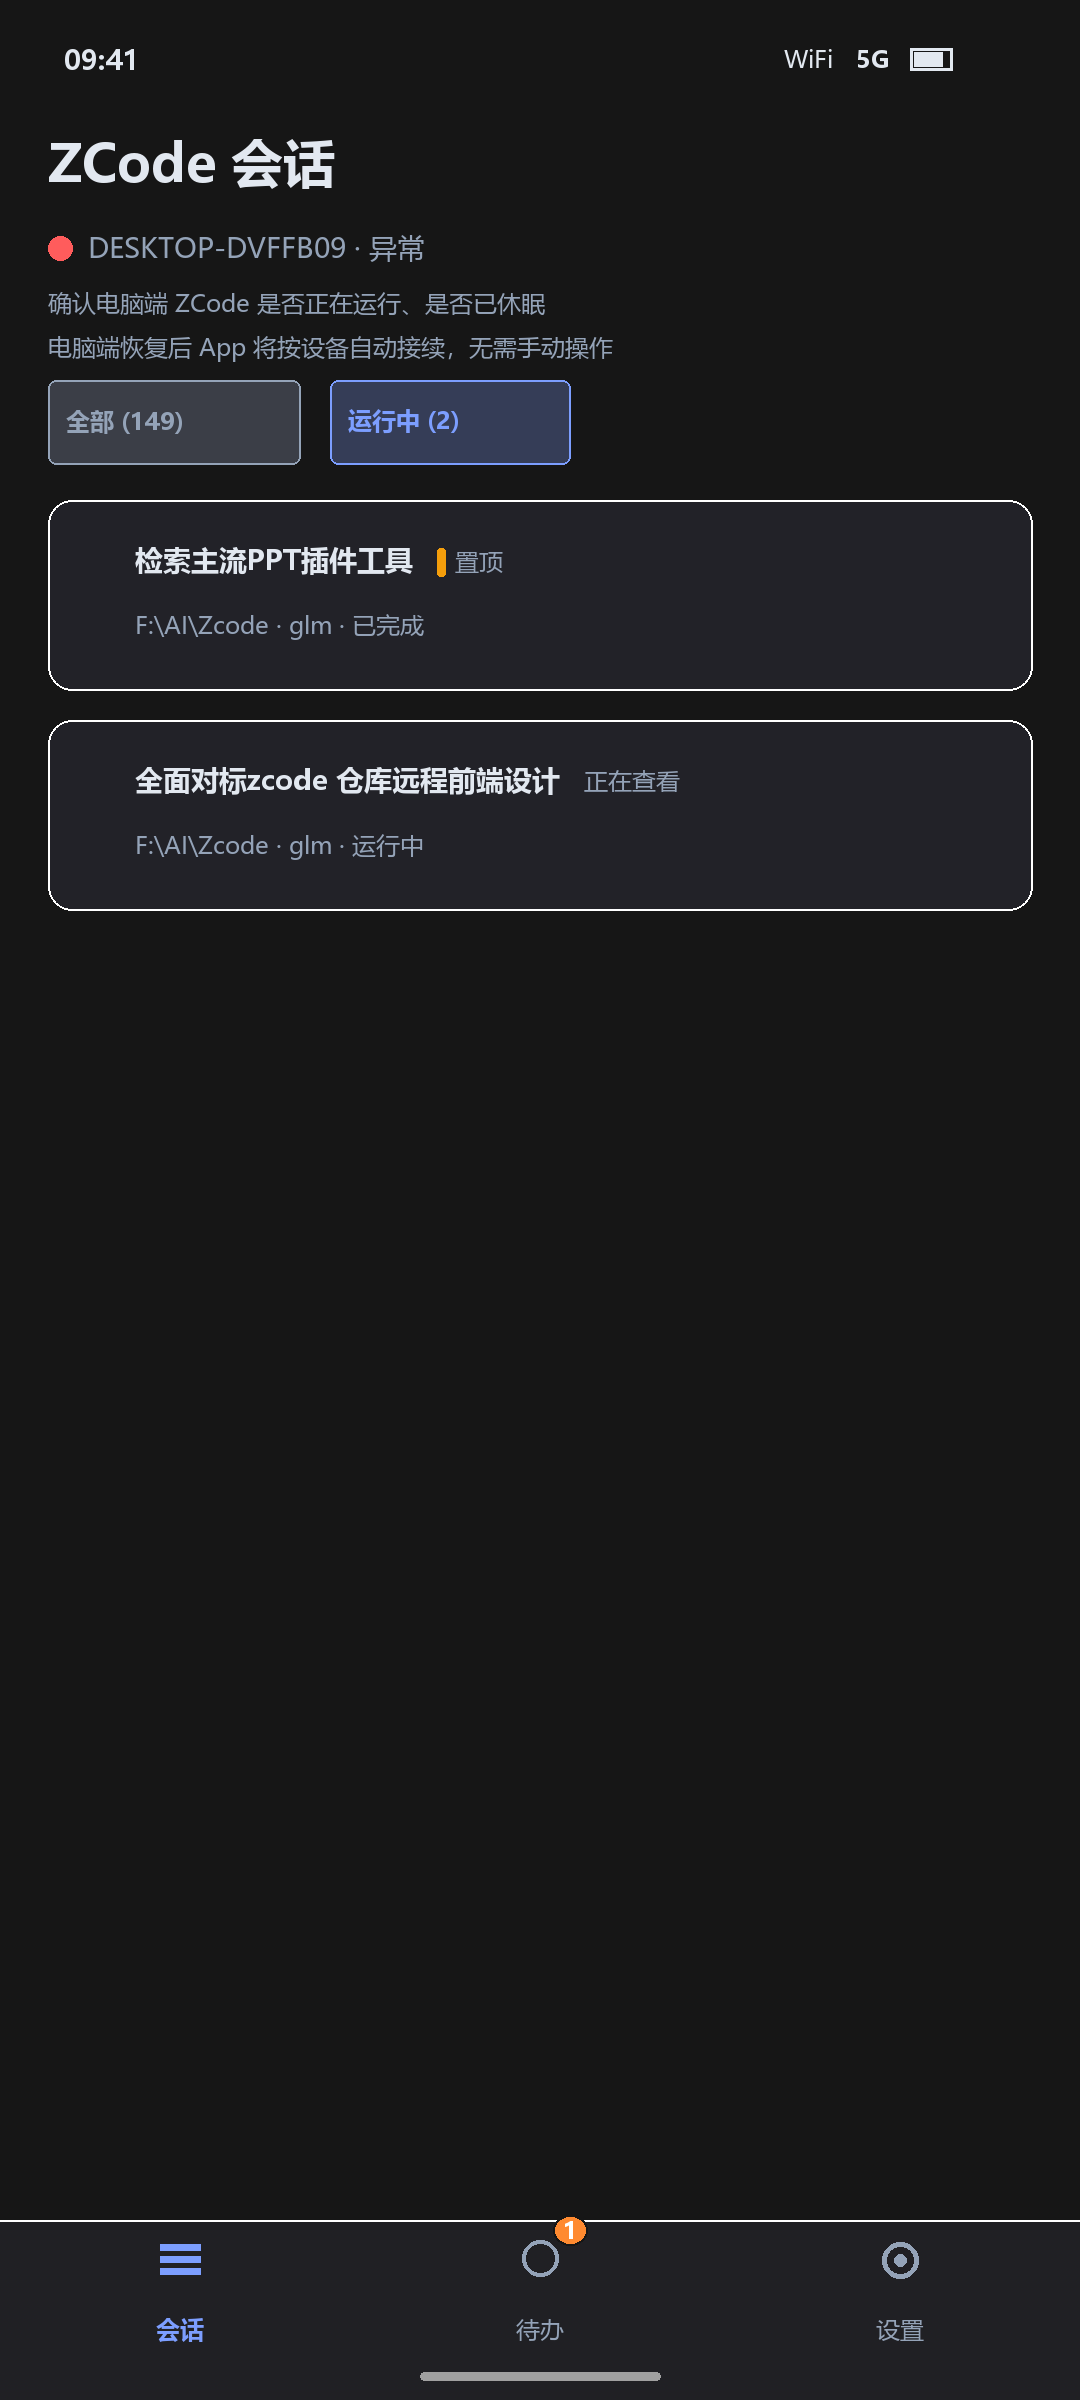 09:41 WiFi 5G
ZCode 会话
DESKTOP-DVFFB09 · 异常
确认电脑端 ZCode 是否正在运行、是否已休眠
电脑端恢复后 App 将按设备自动接续，无需手动操作
全部 (149) 运行中 (2)
检索主流PPT插件工具 置顶
F:\AI\Zcode · glm · 已完成
全面对标zcode 仓库远程前端设计 正在查看
F:\AI\Zcode · glm · 运行中
1
会话 待办 设置